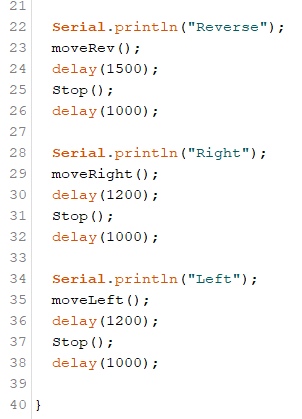 21
22 Serial.println("Reverse");
23 moveRev();
24 delay(1500);
25 Stop();
26 delay(1000);
27
28 Serial.println("Right");
29 moveRight();
30 delay(1200);
31 Stop();
32 delay(1000);
33
34 Serial.println("Left");
35 moveLeft();
36 delay(1200);
37 Stop();
38 delay(1000);
39
40 }